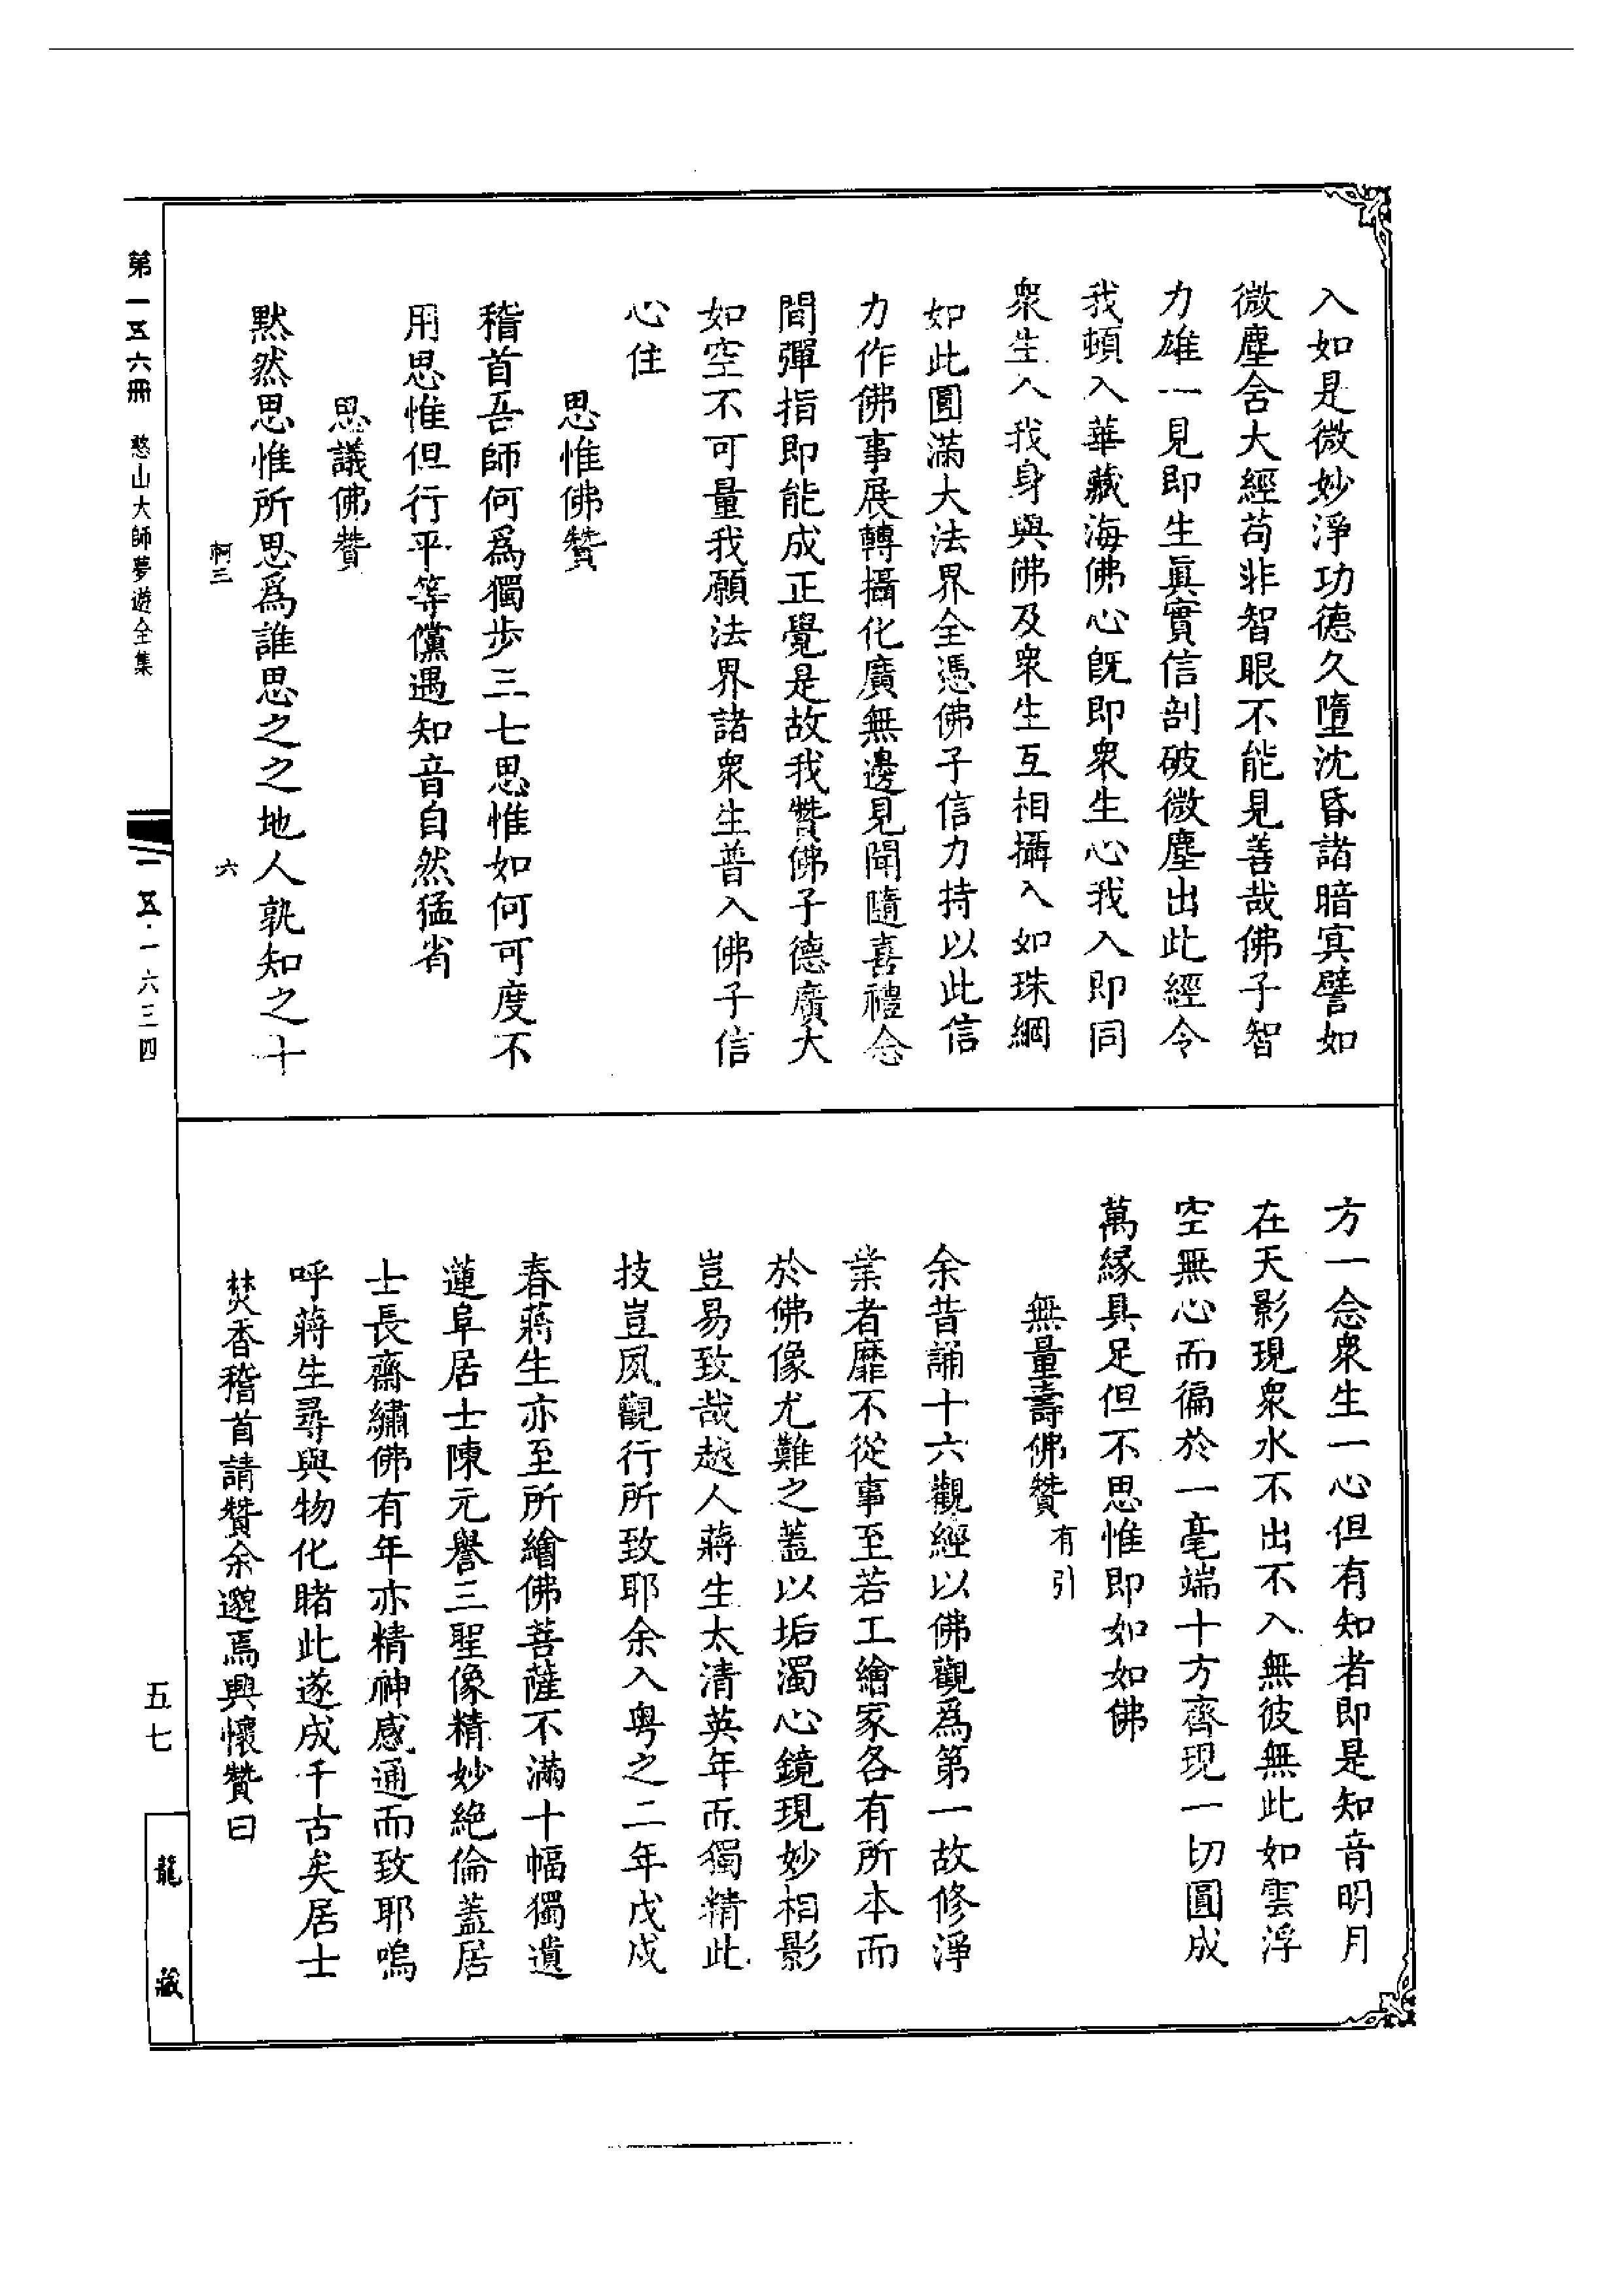 入如是微妙淨功德久墮沈昏諸暗冥譬如
微塵含大經苟非智眼不能見善哉佛子智
力雄一見即生眞實信剖破微塵出此經令
我頓入華藏海佛心旣即衆生心我入即同
衆生入我身與佛及衆生互相攝入如珠網
如此圓滿大法界全憑佛子信力持以此信
力作佛事展轉攝化廣無邊見聞隨喜禮念
間彈指即能成正覺是故我贊佛子德廣大
如空不可量我願法界諸衆生普入佛子信
心住
思惟佛贊
稽首吾師何爲獨步三七思惟如何可度不
用思惟但行平等儻遇知音自然猛省
思議佛贊
默然思惟所思爲誰思之之地人孰知之十
軻三
六
方一念衆生一心但有知者即是知音明月
在天影現衆水不出不入無彼無此如雲浮
空無心而徧於一毫端十方齊現一切圓成
萬緣具足但不思惟即如如佛
無量壽佛贊有引
余昔誦十六觀經以佛觀爲第一故修淨
業者靡不從事至若工繪家各有所本而
於佛像尤難之蓋以垢濁心鏡現妙相影
豈易致哉越人蔣生太清英年而獨精此
技豈夙觀行所致耶余入粤之二年戊戌
春蔣生亦至所繪佛菩薩不滿十幅獨遺
蓮阜居士陳元譽三聖像精妙絶倫蓋居
士長齋繡佛有年亦精神感通而致耶嗚
呼蔣生尋與物化睹此遂成千古矣居士
焚香稽首請贊余邈焉興懷贊曰
第一五六冊 憨山大師夢遊全集
一五·一六三四
五七
龍藏